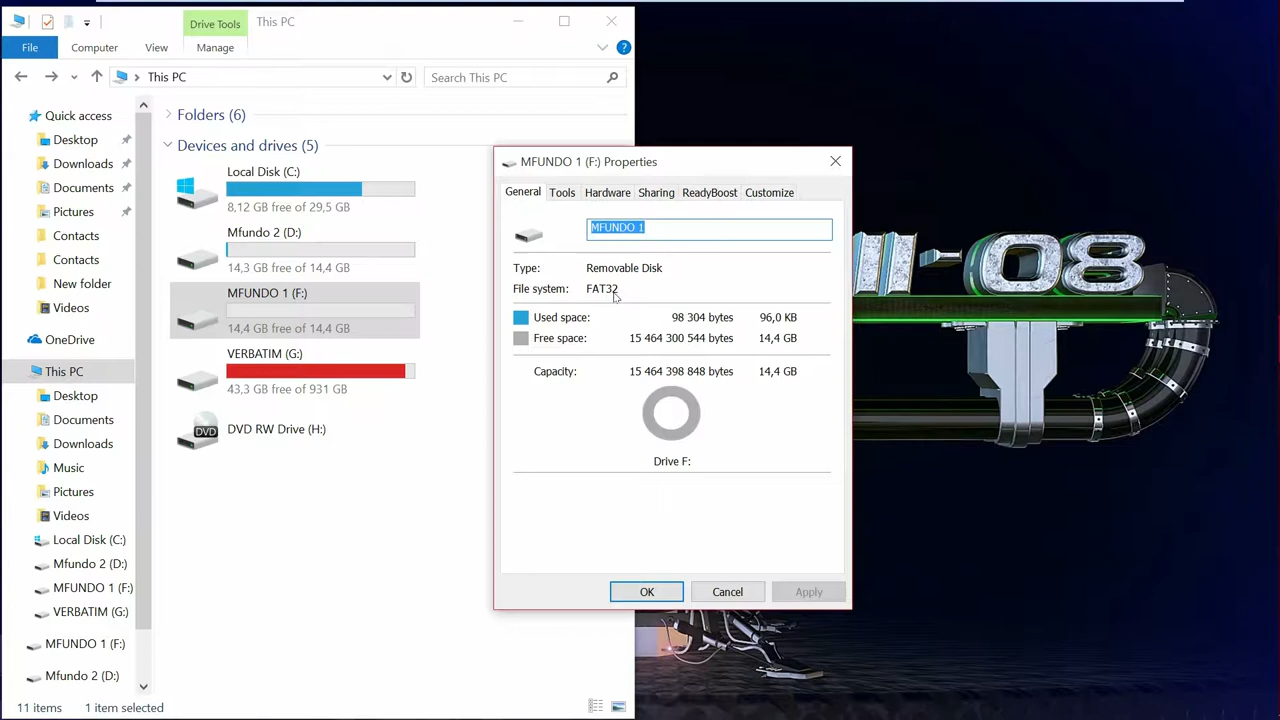 Drive Tools
This PC
File
Computer
View
Manage
?
This PC
Search This PC
Quick access
Desktop
Downloads
Documents
Pictures
Contacts
Contacts
New folder
Videos
OneDrive
This PC
Desktop
Documents
Downloads
Music
Pictures
Videos
Local Disk (C:)
Mfundo 2 (D:)
MFUNDO 1 (F:)
VERBATIM (G:)
MFUNDO 1 (F:)
Mfundo 2 (D:)
11 items
1 item selected
Folders (6)
Devices and drives (5)
Local Disk (C:)
8,12 GB free of 29,5 GB
Mfundo 2 (D:)
14,3 GB free of 14,4 GB
MFUNDO 1 (F:)
14,4 GB free of 14,4 GB
VERBATIM (G:)
43,3 GB free of 931 GB
DVD
DVD RW Drive (H:)
MFUNDO 1 (F:) Properties
General Tools Hardware Sharing ReadyBoost Customize
MFUNDO 1
Type: Removable Disk
File system: FAT32
Used space: 98 304 bytes 96,0 KB
Free space: 15 464 300 544 bytes 14,4 GB
Capacity: 15 464 398 848 bytes 14,4 GB
Drive F:
OK Cancel Apply
-08